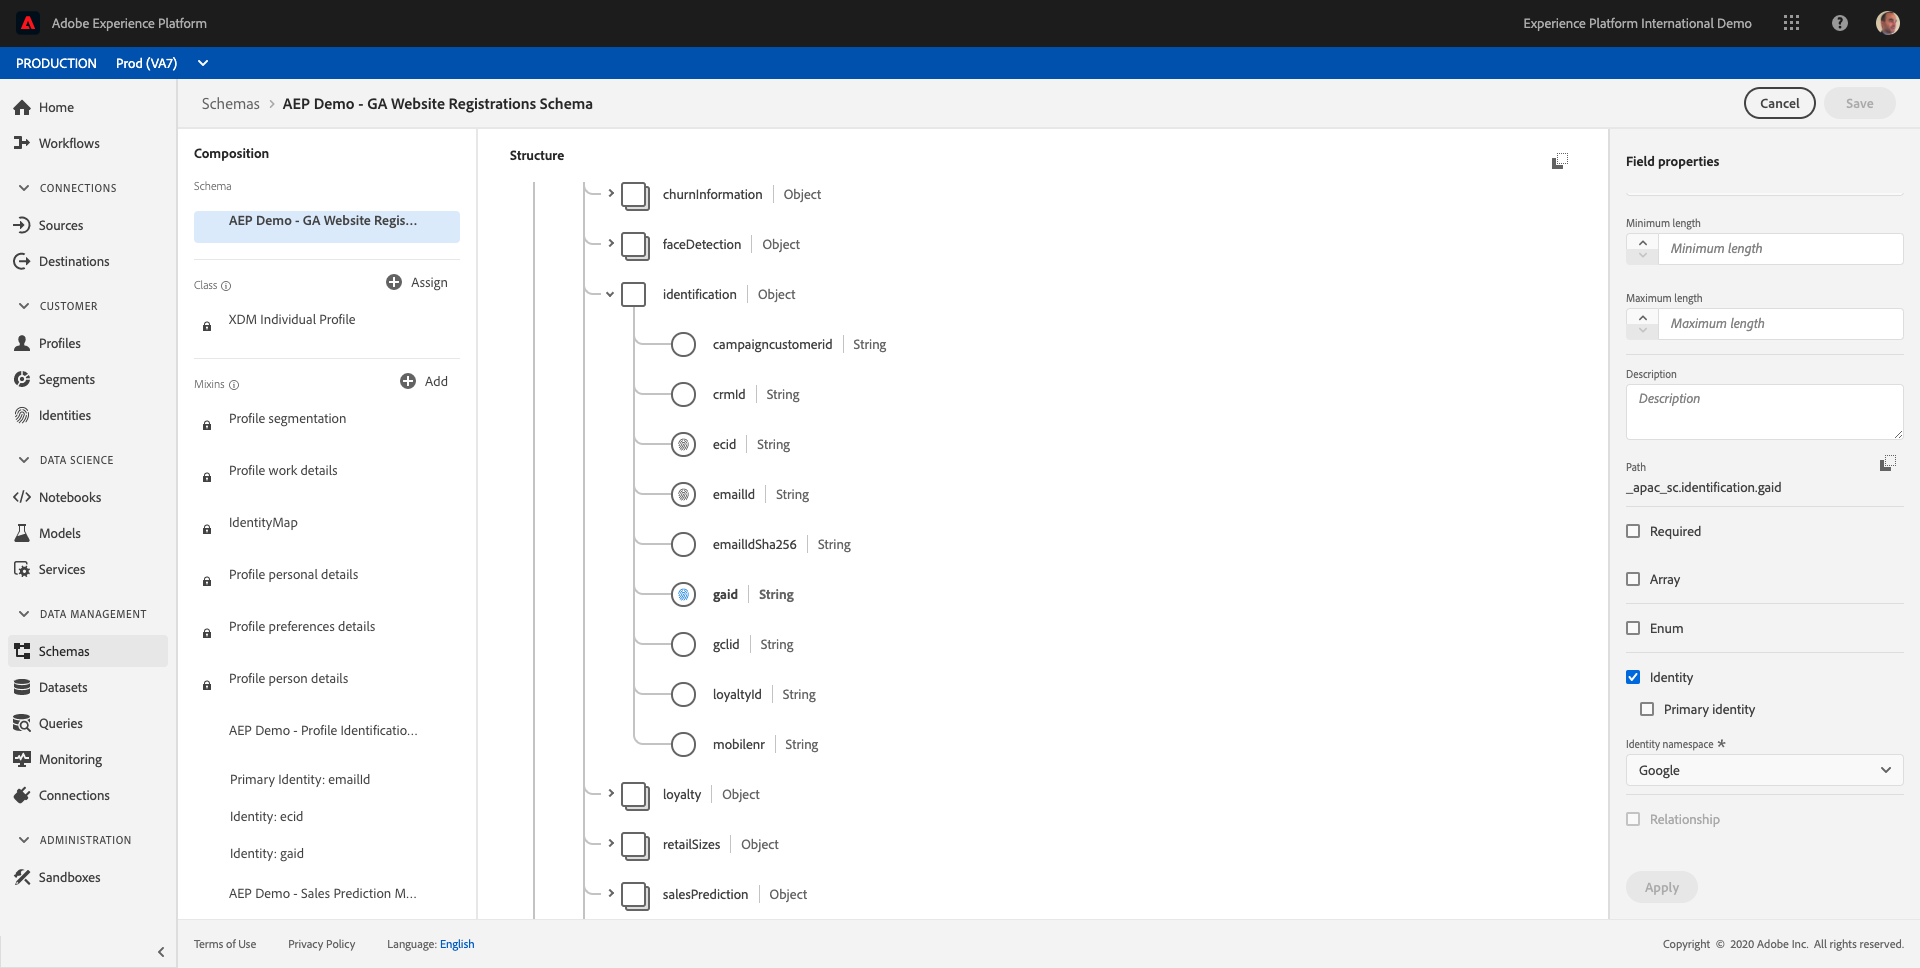 Adobe Experience Platform
Experience Platform International Demo
PRODUCTION Prod (VA7)
Home
Workflows
CONNECTIONS
Sources
Destinations
CUSTOMER
Profiles
Segments
Identities
DATA SCIENCE
Notebooks
Models
Services
DATA MANAGEMENT
Schemas
Datasets
Queries
Monitoring
Connections
ADMINISTRATION
Sandboxes
Schemas › AEP Demo - GA Website Registrations Schema
Cancel
Save
Composition
Schema
AEP Demo - GA Website Regis...
Class
Assign
XDM Individual Profile
Mixins
Add
Profile segmentation
Profile work details
IdentityMap
Profile personal details
Profile preferences details
Profile person details
AEP Demo - Profile Identificatio...
Primary Identity: emailId
Identity: ecid
Identity: gaid
AEP Demo - Sales Prediction M...
Structure
churnInformation Object
faceDetection Object
identification Object
campaigncustomerid String
crmId String
ecid String
emailId String
emailIdSha256 String
gaid String
gclid String
loyaltyId String
mobilenr String
loyalty Object
retailSizes Object
salesPrediction Object
Field properties
Minimum length
Minimum length
Maximum length
Maximum length
Description
Description
Path
_apac_sc.identification.gaid
Required
Array
Enum
Identity
Primary identity
Identity namespace *
Google
Relationship
Apply
Terms of Use
Privacy Policy
Language: English
Copyright © 2020 Adobe Inc. All rights reserved.